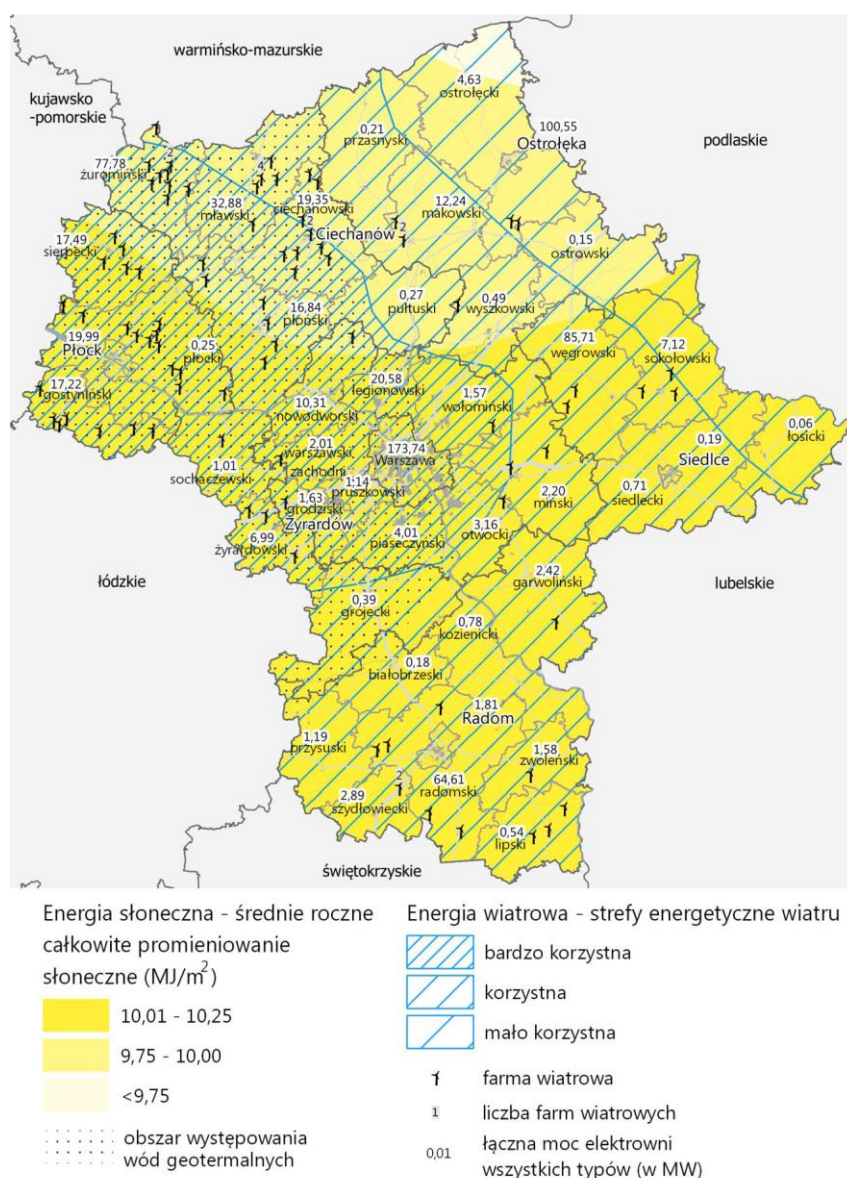 warmińsko-mazurskie
kujawsko
-pomorskie
podlaskie
4,63
ostrołęcki
100,55
Ostrołęka
0,21
przasnyski
77,78
żuromiński
2
4
32,88
mławski
19,35
ciechanowski
2
Ciechanów
12,24
makowski
2
17,49
sierpecki
0,15
ostrowski
16,84
płoński
0,27
pułtuski
0,49
wyszkowski
19,99
Płock
0,25
płocki
85,71
węgrowski
7,12
sokołowski
17,22
gostyniński
20,58
legionowski
1,57
wołomiński
10,31
nowodworski
0,06
łosicki
2,01
warszawski
zachodni
173,74
Warszawa
0,19
Siedlce
1,01
sochaczewski
1,14
pruszkowski
0,71
siedlecki
2,20
miński
1,63
grodziski
Żyrardów
6,99
żyrardowski
4,01
piaseczyński
3,16
otwocki
łódzkie
2,42
garwoliński
lubelskie
0,39
grojecki
0,78
kozienicki
0,18
białobrzeski
1,81
Radom
1,19
przysuski
1,58
zwoleński
2
64,61
radomski
2,89
szydłowiecki
0,54
lipski
świętokrzyskie
Energia słoneczna - średnie roczne
całkowite promieniowanie
słoneczne (MJ/m²)
10,01 - 10,25
9,75 - 10,00
<9,75
obszar występowania
wód geotermalnych
Energia wiatrowa - strefy energetyczne wiatru
bardzo korzystna
korzystna
mało korzystna
farma wiatrowa
1
liczba farm wiatrowych
0,01
łączna moc elektrowni
wszystkich typów (w MW)